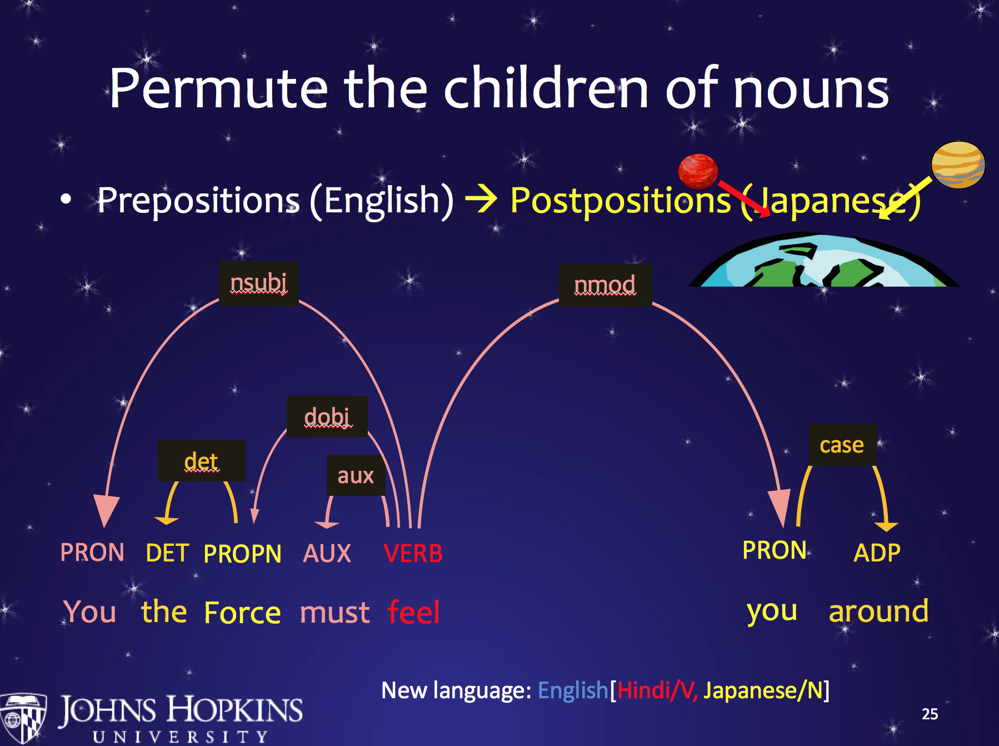 Permute the children of nouns
• Prepositions (English) → Postpositions (Japanese)
nsubj nmod
dobj
det aux case
PRON DET PROPN AUX VERB PRON ADP
You the Force must feel you around
New language: English[Hindi/V, Japanese/N]
25
JOHNS HOPKINS
UNIVERSITY